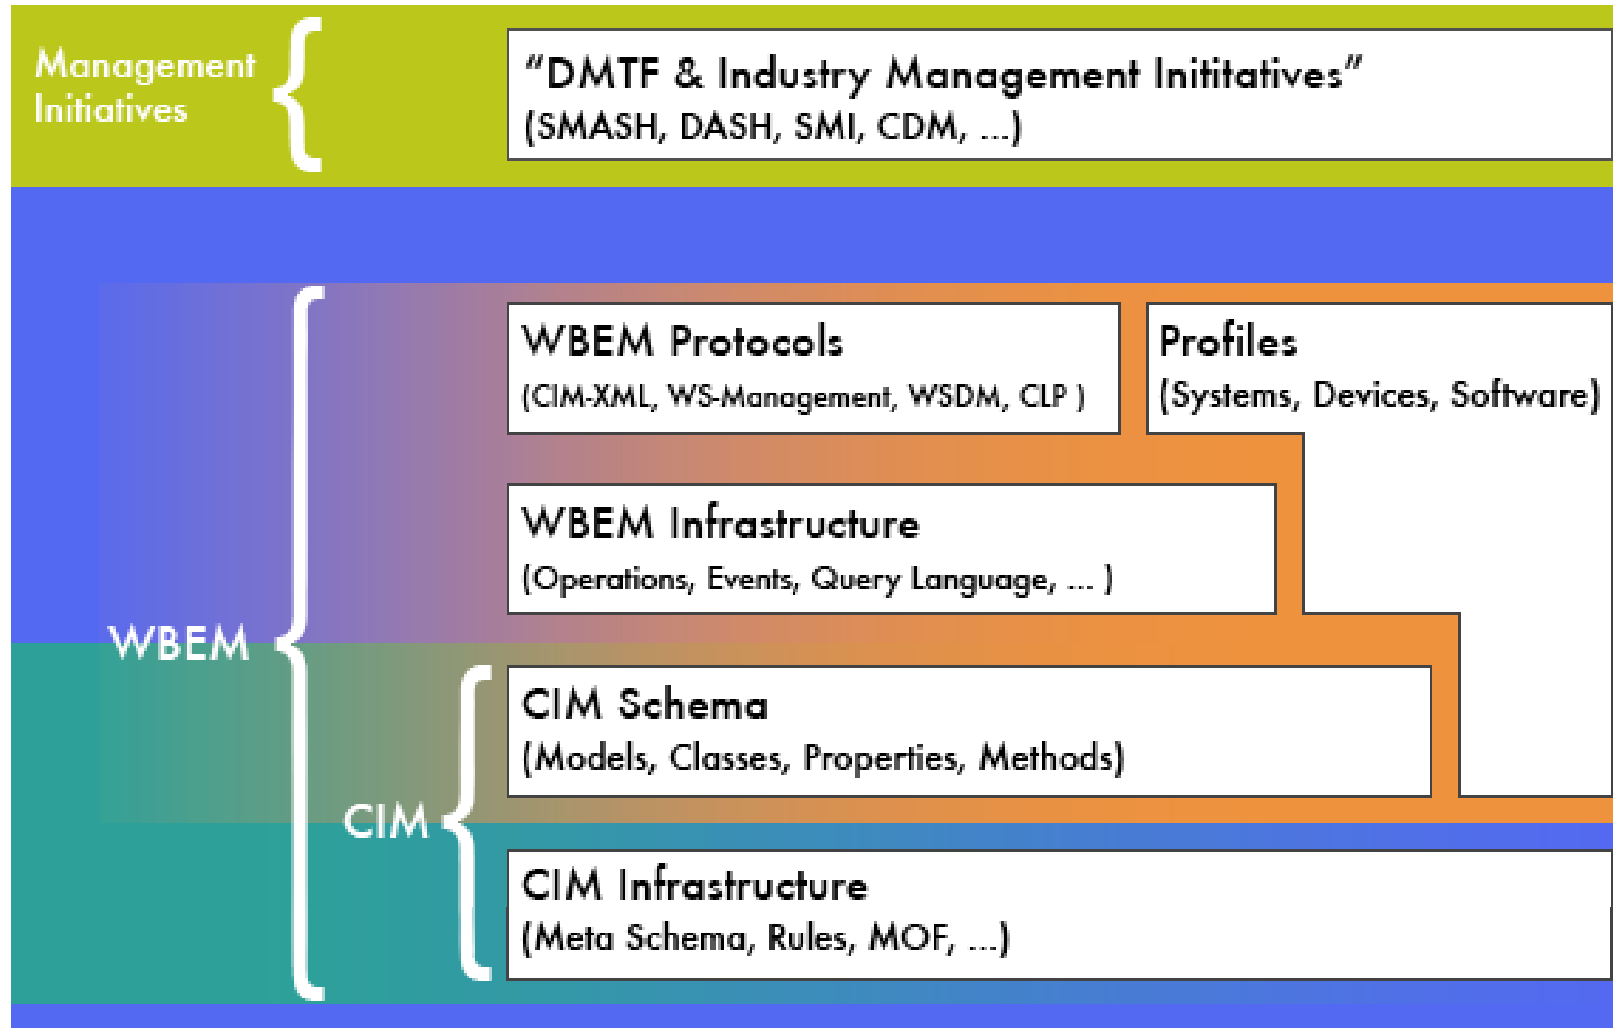 Management
Initiatives
“DMTF & Industry Management Inititatives”
(SMASH, DASH, SMI, CDM, ...)
WBEM
WBEM Protocols
(CIM-XML, WS-Management, WSDM, CLP )
Profiles
(Systems, Devices, Software)
WBEM Infrastructure
(Operations, Events, Query Language, ... )
CIM
CIM Schema
(Models, Classes, Properties, Methods)
CIM Infrastructure
(Meta Schema, Rules, MOF, ...)